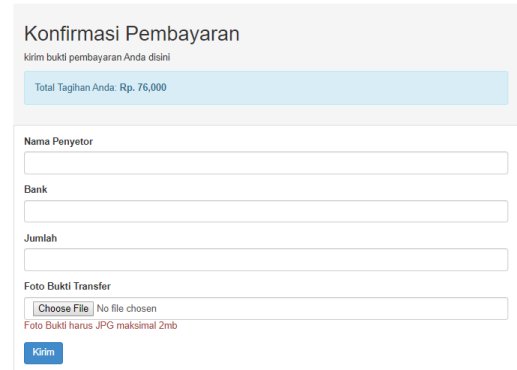 Konfirmasi Pembayaran
kirim bukti pembayaran Anda disini
Total Tagihan Anda: Rp. 76,000
Nama Penyetor
Bank
Jumlah
Foto Bukti Transfer
Choose File No file chosen
Foto Bukti harus JPG maksimal 2mb
Kirim